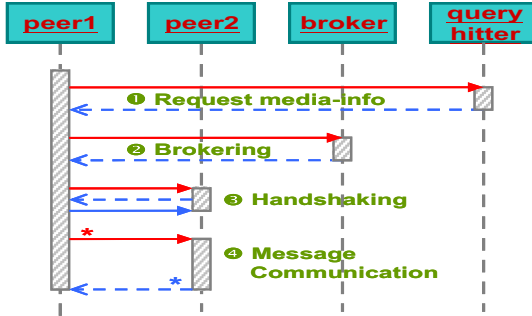 peer1
peer2
broker
query
hitter
❶ Request media-info
❷ Brokering
❸ Handshaking
*
❹ Message
Communication
*